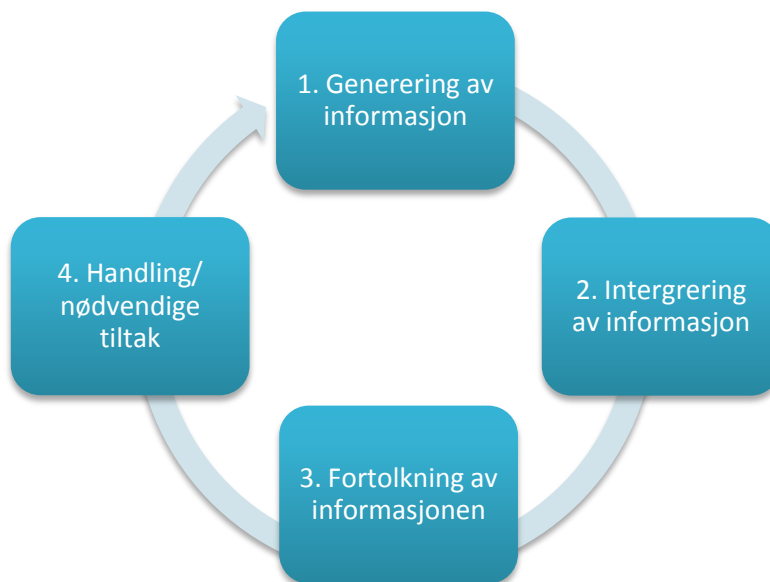 1. Generering av
informasjon
2. Intergrering
av informasjon
3. Fortolkning av
informasjonen
4. Handling/
nødvendige
tiltak